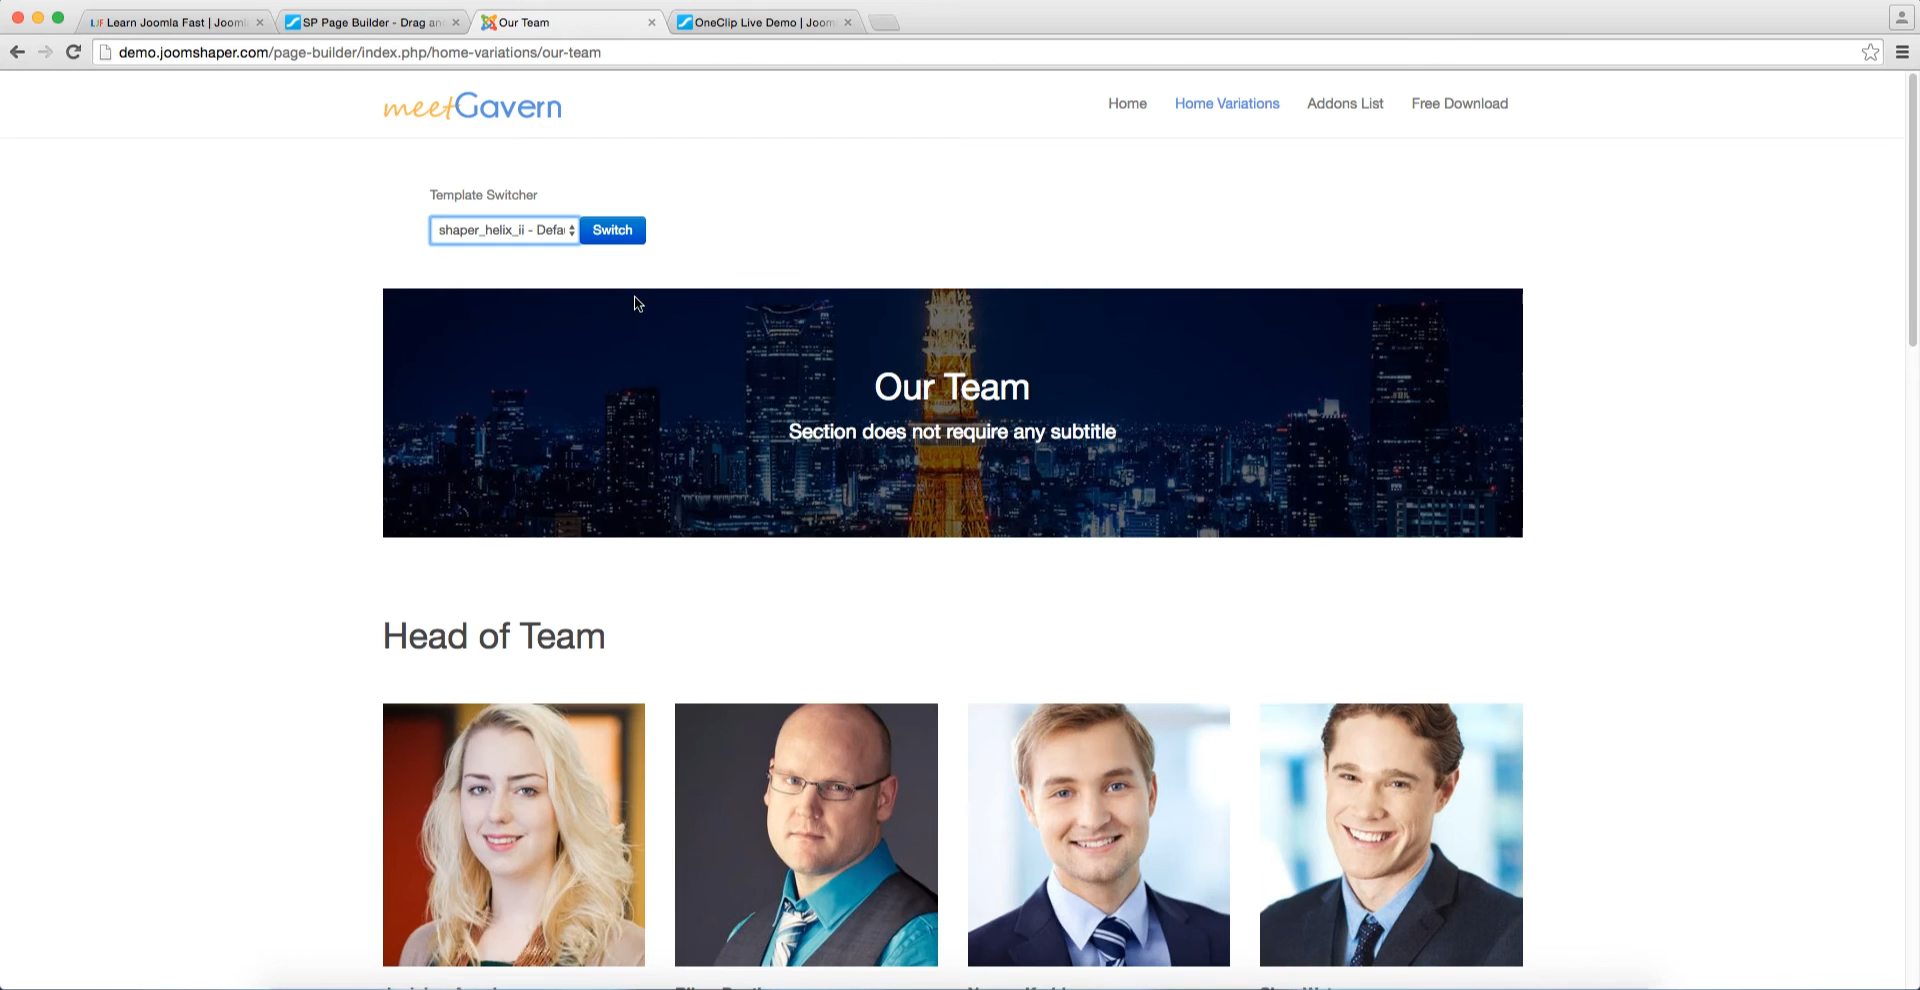 Learn Joomla Fast | Jooml
SP Page Builder - Drag an
Our Team
OneClip Live Demo | Joom
demo.joomshaper.com/page-builder/index.php/home-variations/our-team
meetGavern
Home
Home Variations
Addons List
Free Download
Template Switcher
shaper_helix_ii - Defau
Switch
Our Team
Section does not require any subtitle
Head of Team